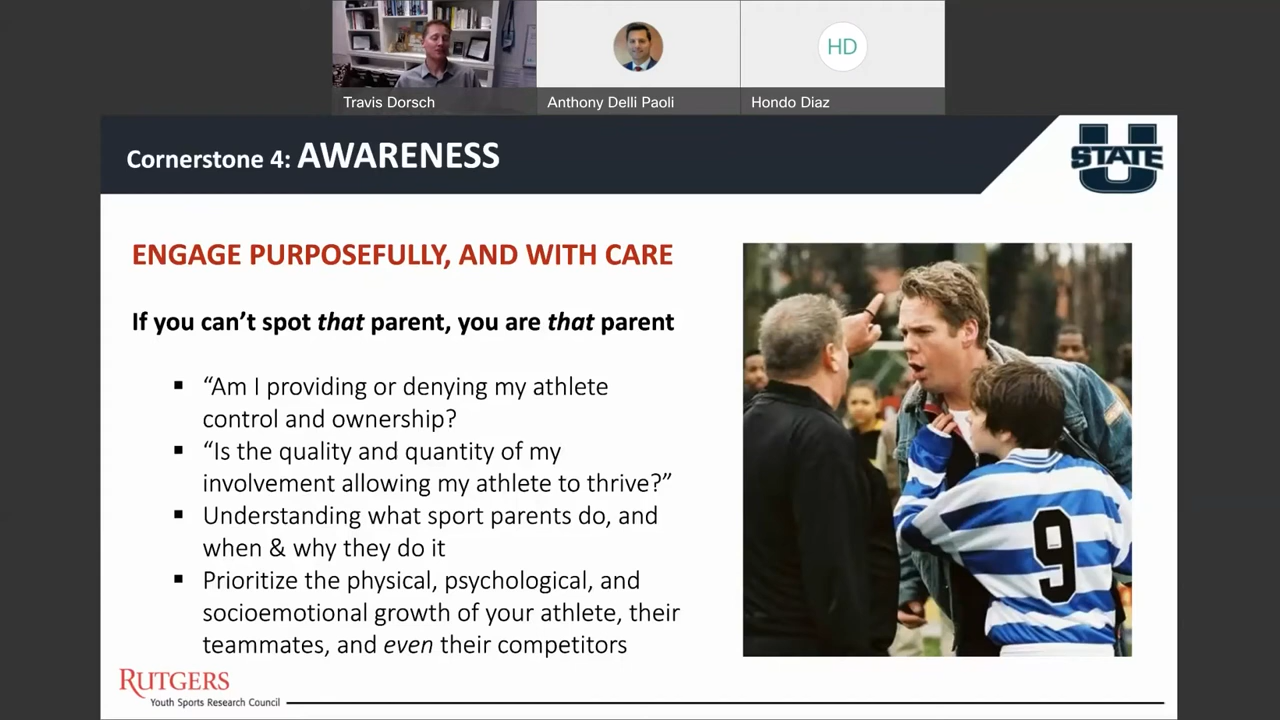 Travis Dorsch
Anthony Delli Paoli
HD
Hondo Diaz
Cornerstone 4: AWARENESS
U
STATE
ENGAGE PURPOSEFULLY, AND WITH CARE
If you can’t spot that parent, you are that parent
▪ “Am I providing or denying my athlete
control and ownership?
▪ “Is the quality and quantity of my
involvement allowing my athlete to thrive?”
▪ Understanding what sport parents do, and
when & why they do it
▪ Prioritize the physical, psychological, and
socioemotional growth of your athlete, their
teammates, and even their competitors
9
RUTGERS
Youth Sports Research Council